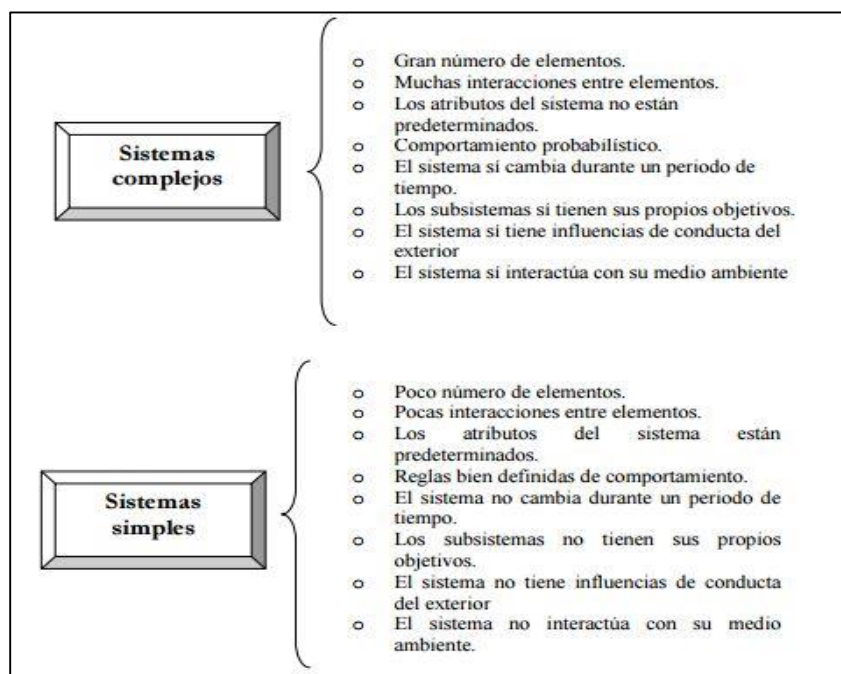 Sistemas
complejos
o Gran número de elementos.
o Muchas interacciones entre elementos.
o Los atributos del sistema no están
predeterminados.
o Comportamiento probabilístico.
o El sistema sí cambia durante un periodo de
tiempo.
o Los subsistemas sí tienen sus propios objetivos.
o El sistema sí tiene influencias de conducta del
exterior
o El sistema sí interactúa con su medio ambiente
Sistemas
simples
o Poco número de elementos.
o Pocas interacciones entre elementos.
o Los atributos del sistema están
predeterminados.
o Reglas bien definidas de comportamiento.
o El sistema no cambia durante un periodo de
tiempo.
o Los subsistemas no tienen sus propios
objetivos.
o El sistema no tiene influencias de conducta
del exterior
o El sistema no interactúa con su medio
ambiente.